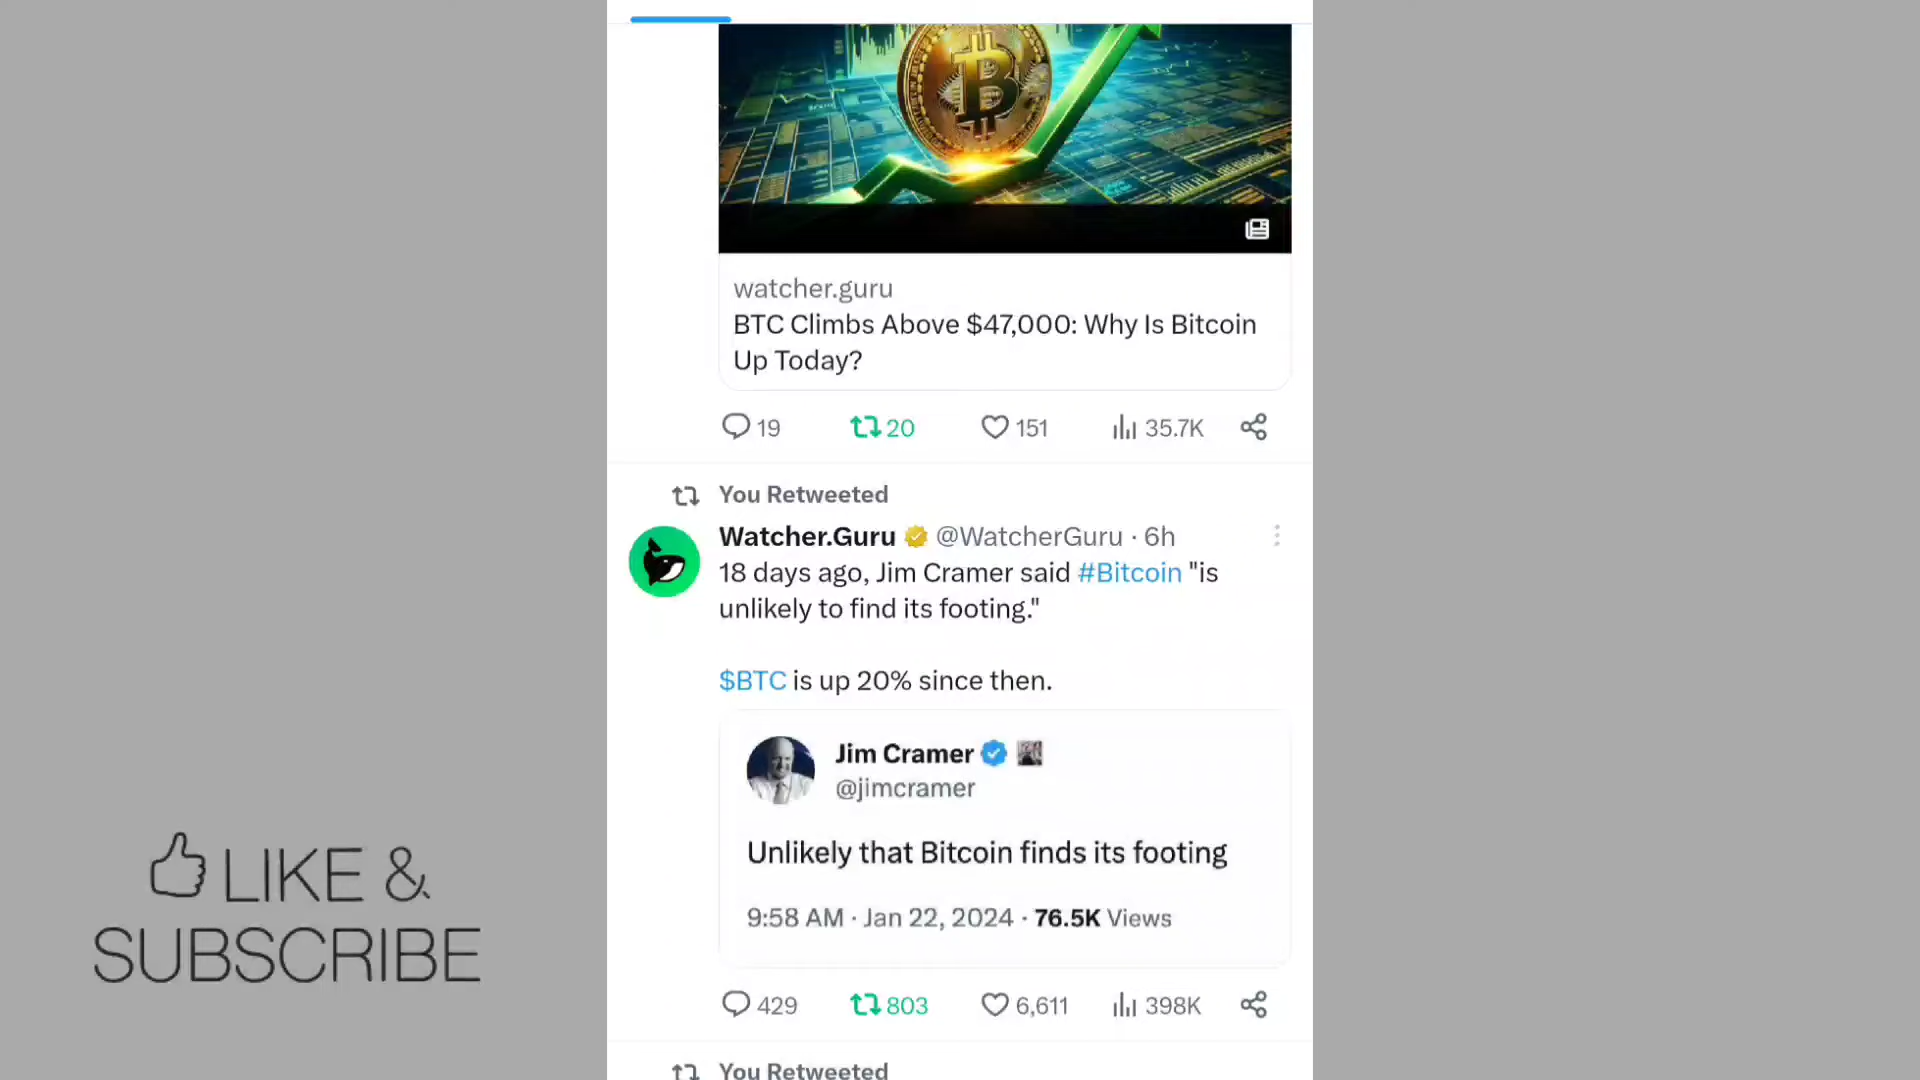 watcher.guru
BTC Climbs Above $47,000: Why Is Bitcoin
Up Today?
19 20 151 35.7K
You Retweeted
Watcher.Guru @WatcherGuru · 6h
18 days ago, Jim Cramer said #Bitcoin "is
unlikely to find its footing."
$BTC is up 20% since then.
Jim Cramer
@jimcramer
Unlikely that Bitcoin finds its footing
9:58 AM · Jan 22, 2024 · 76.5K Views
429 803 6,611 398K
You Retweeted
LIKE &
SUBSCRIBE